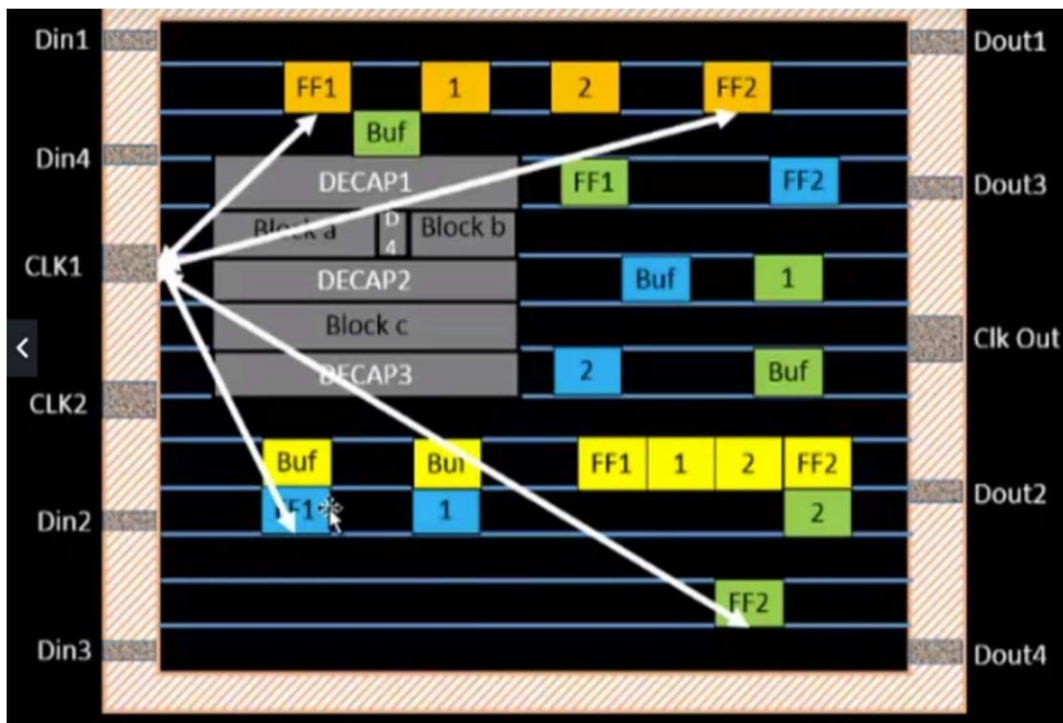 Din1
Dout1
FF1 1 2 FF2
Buf
Din4
DECAP1
FF1
FF2
Dout3
Block a
D
4
Block b
CLK1
DECAP2
Buf
1
Block c
Clk Out
DECAP3
2
Buf
CLK2
Buf
Buf
FF1 1 2 FF2
Din2
FF1
1
2
Dout2
FF2
Din3
Dout4